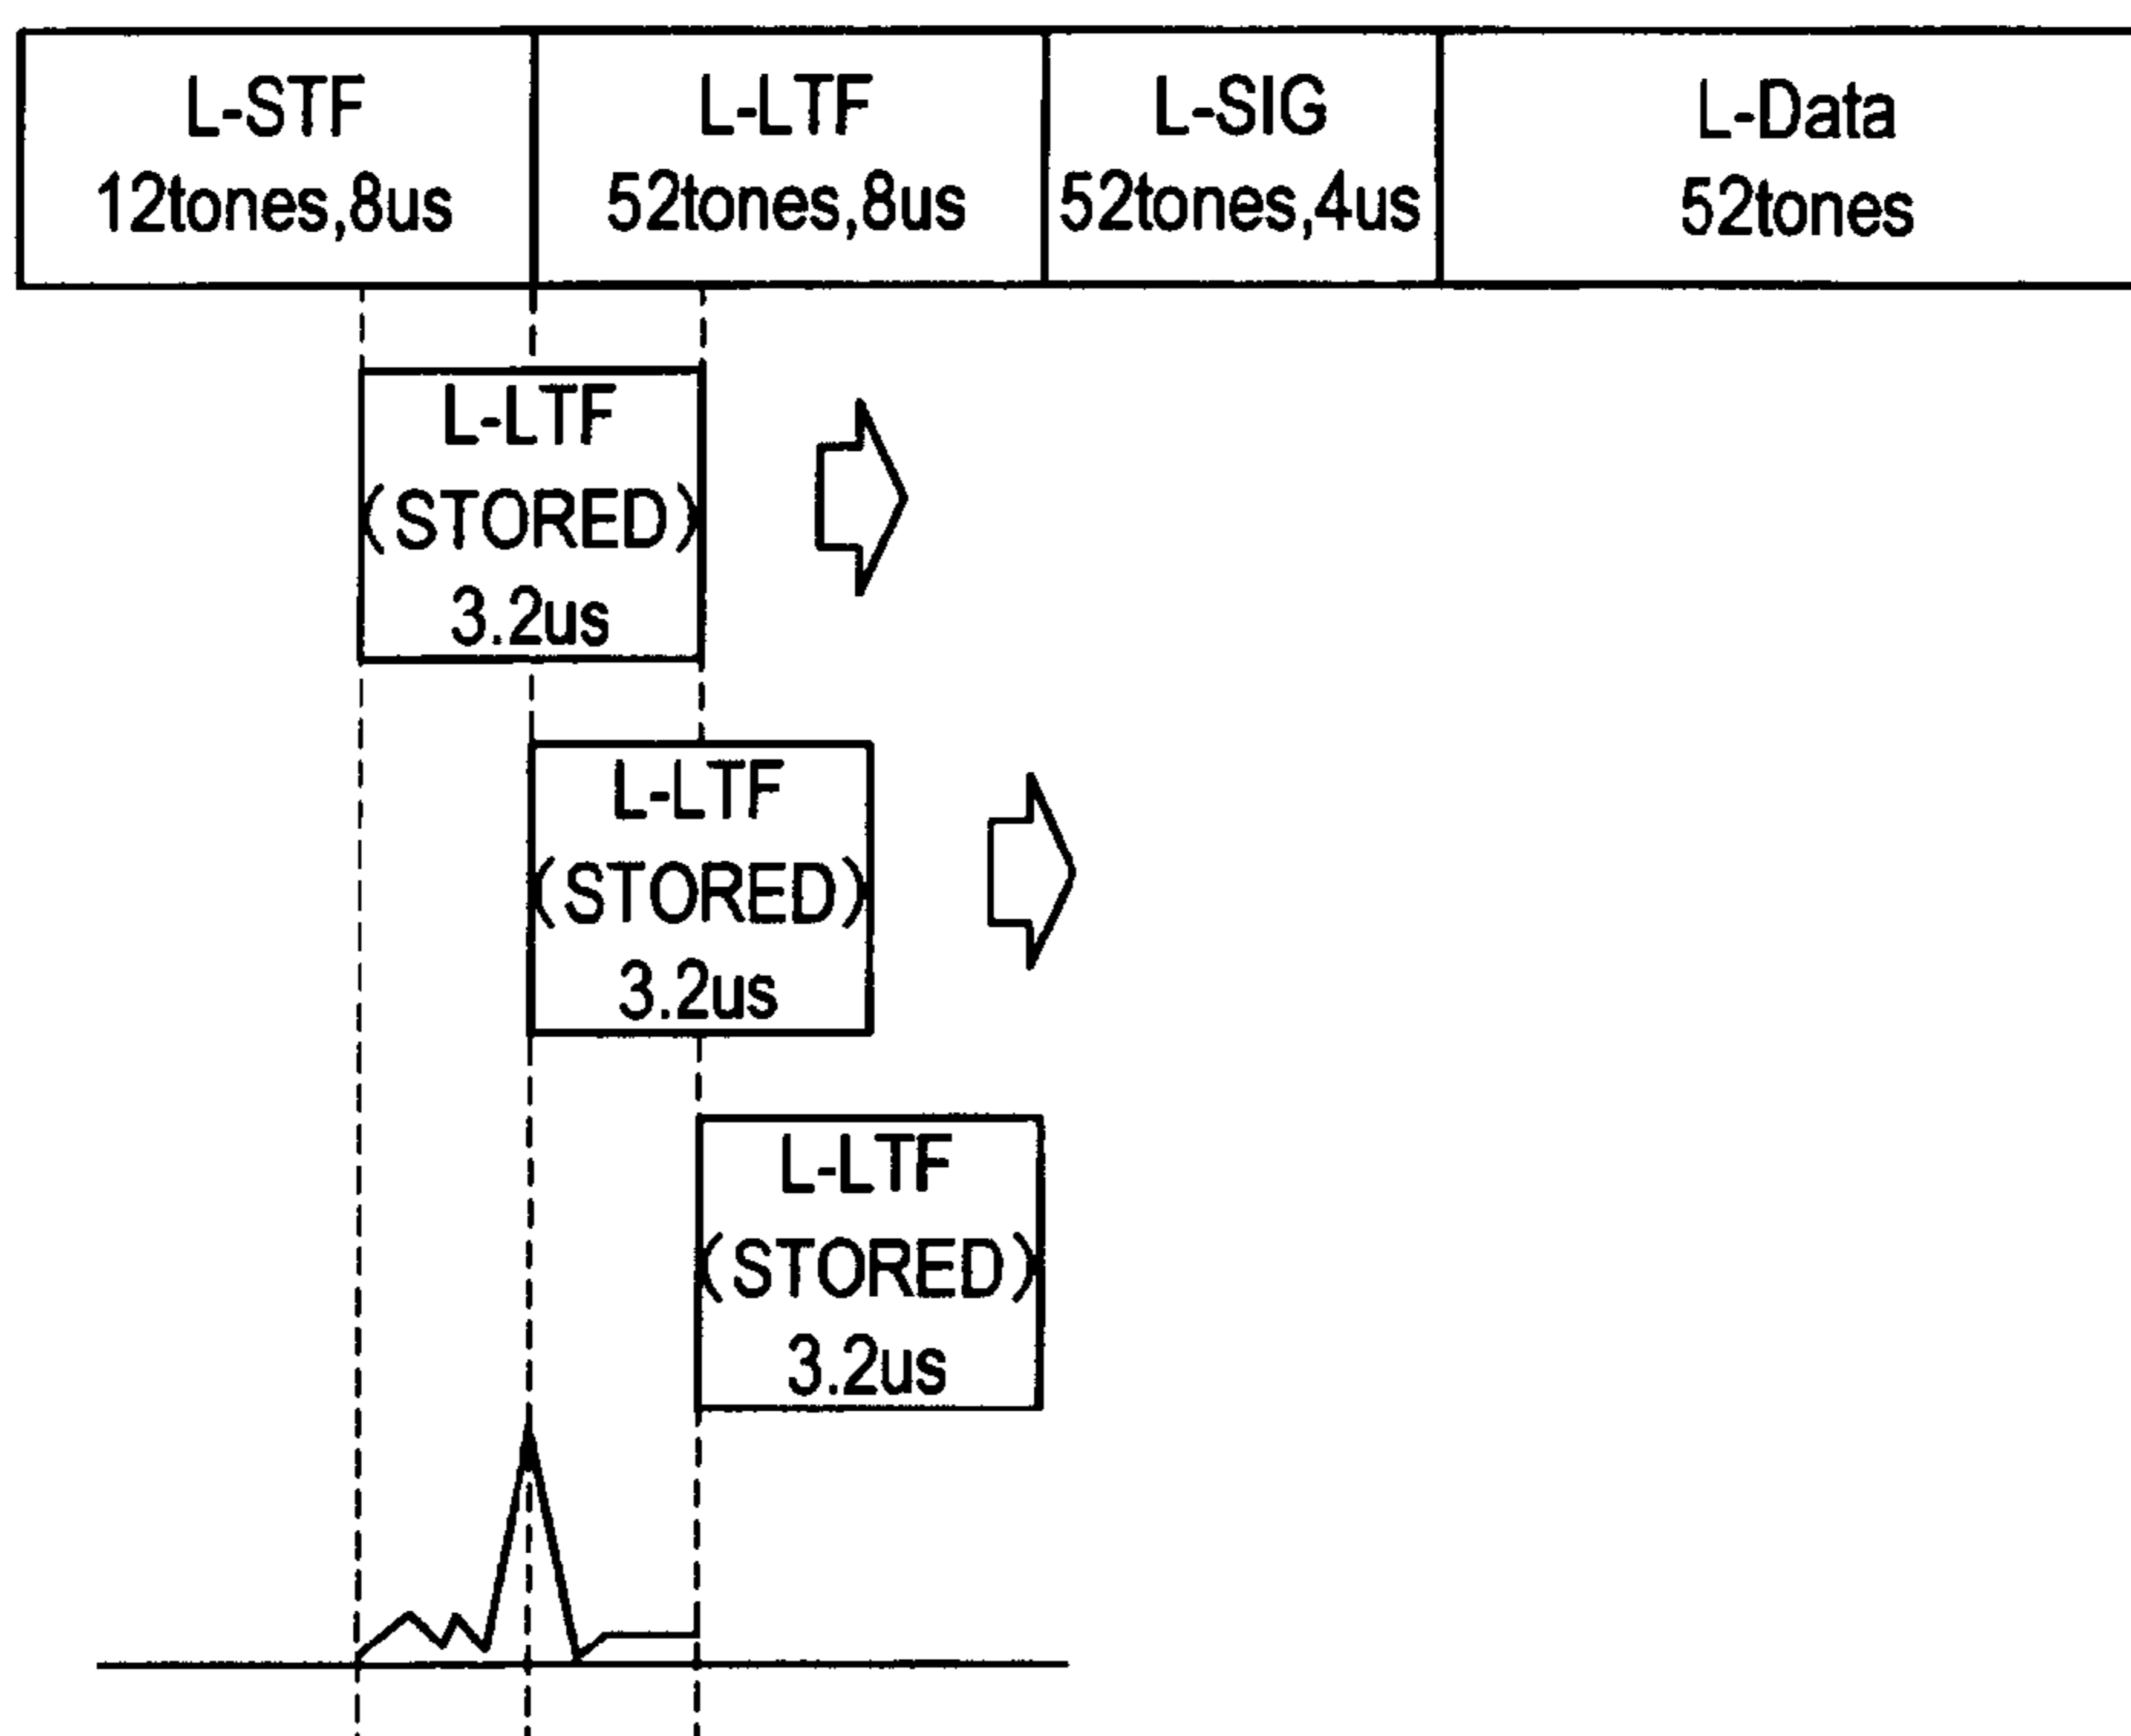 L-STF
12tones,8us
L-LTF
52tones,8us
L-SIG
52tones,4us
L-Data
52tones
L-LTF
(STORED)
3.2us
L-LTF
(STORED)
3.2us
L-LTF
(STORED)
3.2us